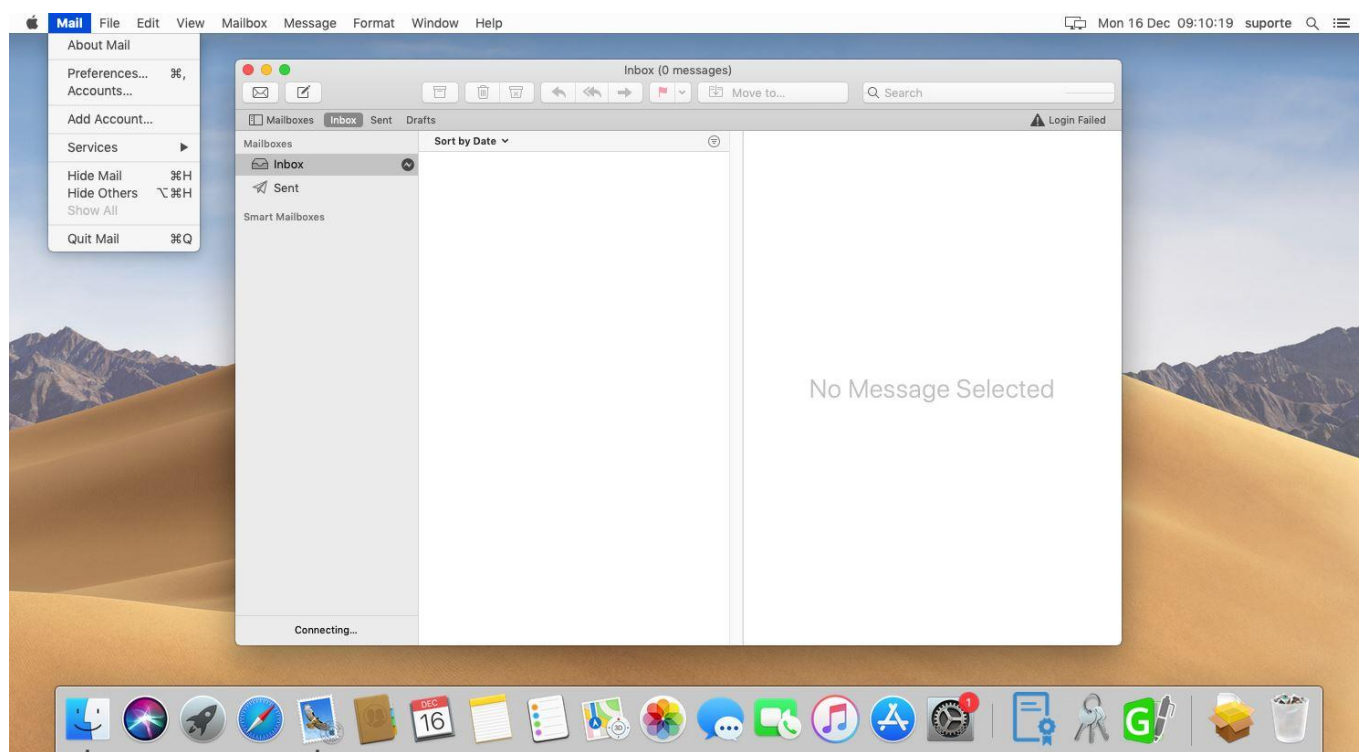 Mail File Edit View Mailbox Message Format Window Help Mon 16 Dec 09:10:19 suporte
About Mail
Preferences... ⌘,
Accounts...
Add Account...
Services ▶
Hide Mail ⌘H
Hide Others ⌥⌘H
Show All
Quit Mail ⌘Q
Inbox (0 messages)
Move to... Search
Mailboxes Inbox Sent Drafts Login Failed
Mailboxes Sort by Date
Inbox
Sent
Smart Mailboxes
No Message Selected
Connecting...
DEC
16
3D
1
G